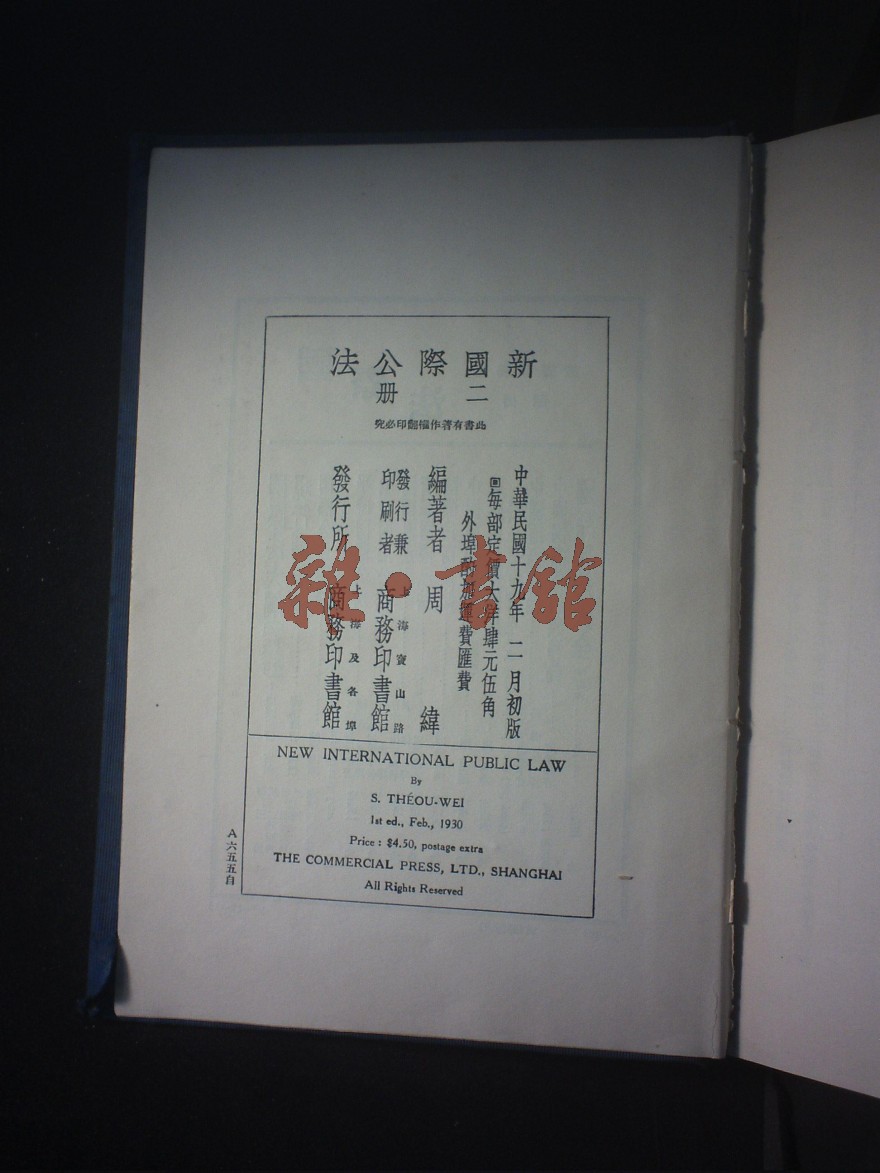 新國際公法
二册
此書有著作權翻印必究
中華民國十九年二月初版
每部定價大洋肆元伍角
外埠酌加運費匯費
編著者 周緯
發行兼印刷者 上海寶山路 商務印書館
發行所 上海及各埠 商務印書館
雜·書館
NEW INTERNATIONAL PUBLIC LAW
By
S. THÉOU-WEI
1st ed., Feb., 1930
Price : $4.50, postage extra
THE COMMERCIAL PRESS, LTD., SHANGHAI
All Rights Reserved
A六五五自